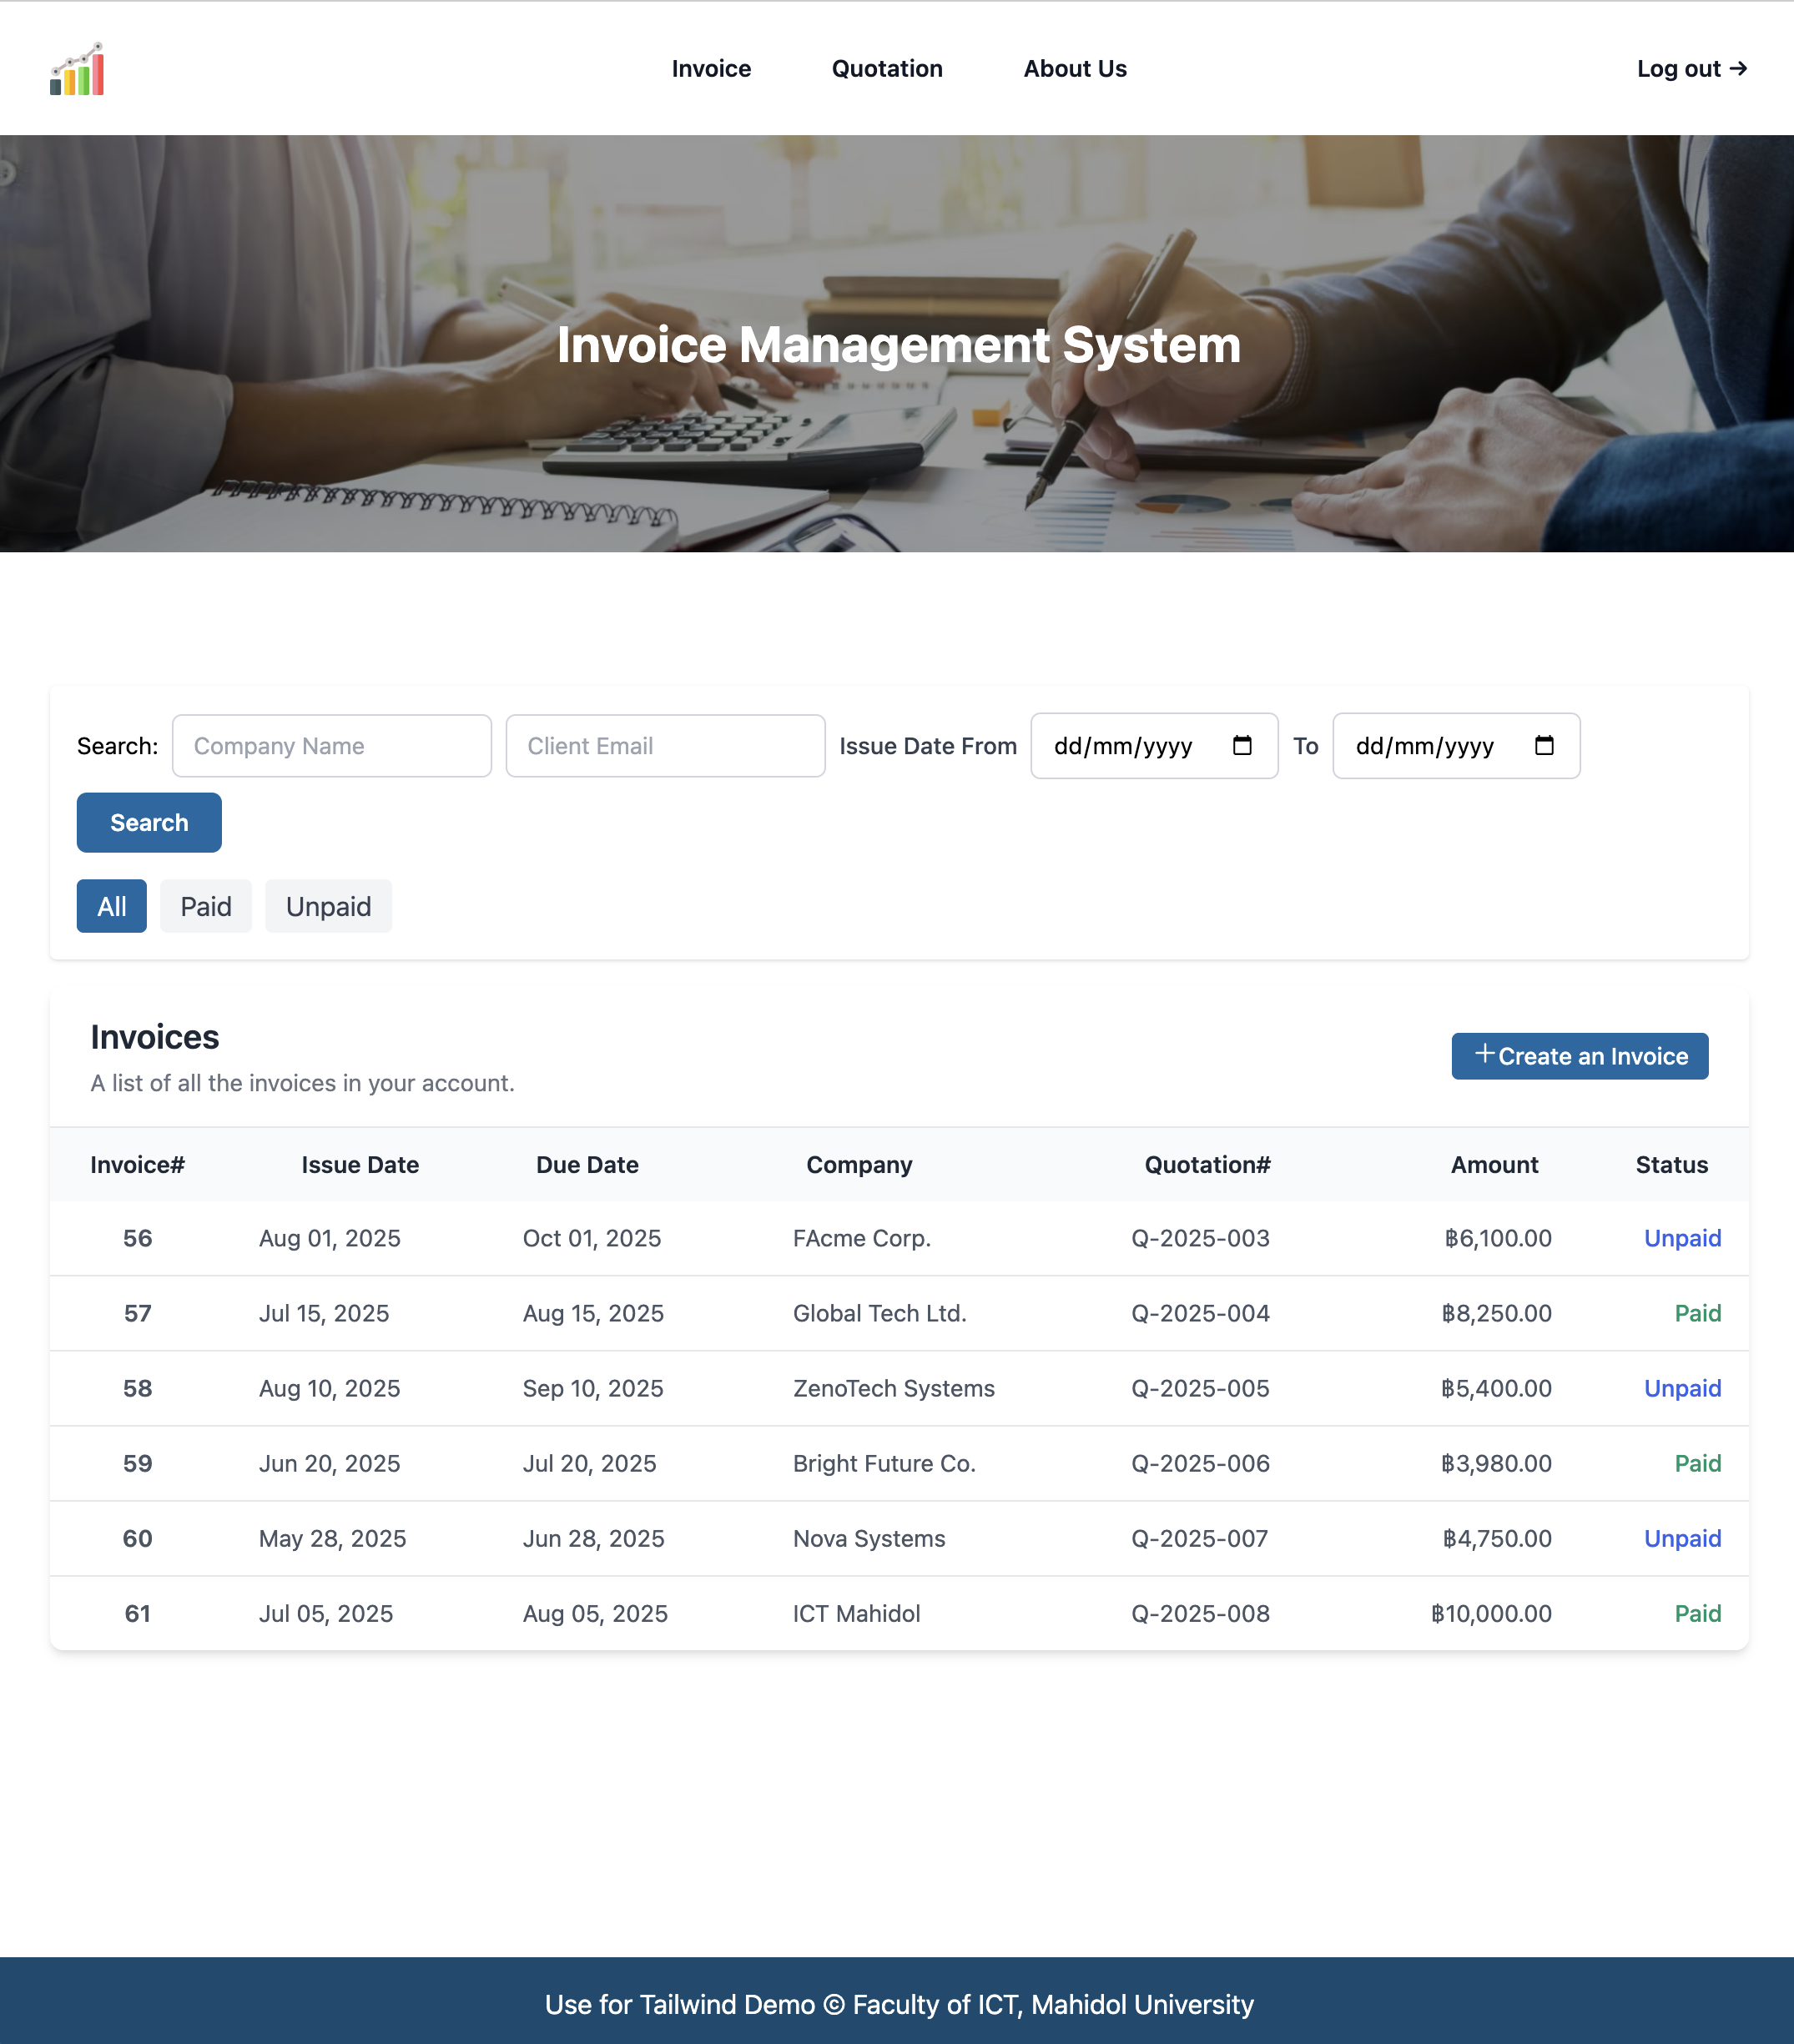 Invoice Quotation About Us Log out →
Invoice Management System
Search: Company Name Client Email Issue Date From dd/mm/yyyy To dd/mm/yyyy
Search
All Paid Unpaid
Invoices
+Create an Invoice
A list of all the invoices in your account.
Invoice# Issue Date Due Date Company Quotation# Amount Status
56 Aug 01, 2025 Oct 01, 2025 FAcme Corp. Q-2025-003 ฿6,100.00 Unpaid
57 Jul 15, 2025 Aug 15, 2025 Global Tech Ltd. Q-2025-004 ฿8,250.00 Paid
58 Aug 10, 2025 Sep 10, 2025 ZenoTech Systems Q-2025-005 ฿5,400.00 Unpaid
59 Jun 20, 2025 Jul 20, 2025 Bright Future Co. Q-2025-006 ฿3,980.00 Paid
60 May 28, 2025 Jun 28, 2025 Nova Systems Q-2025-007 ฿4,750.00 Unpaid
61 Jul 05, 2025 Aug 05, 2025 ICT Mahidol Q-2025-008 ฿10,000.00 Paid
Use for Tailwind Demo © Faculty of ICT, Mahidol University